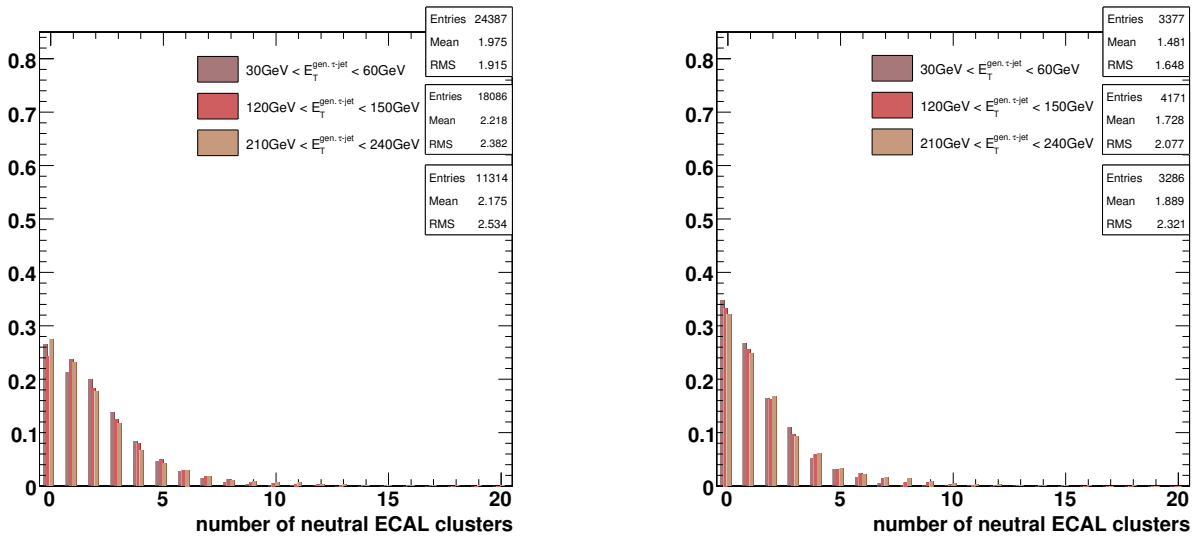 Entries 24387
Mean 1.975
RMS 1.915
Entries 18086
Mean 2.218
RMS 2.382
Entries 11314
Mean 2.175
RMS 2.534
30GeV < E_T^gen. τ-jet < 60GeV
120GeV < E_T^gen. τ-jet < 150GeV
210GeV < E_T^gen. τ-jet < 240GeV
0.8
0.7
0.6
0.5
0.4
0.3
0.2
0.1
0
0 5 10 15 20
number of neutral ECAL clusters
Entries 3377
Mean 1.481
RMS 1.648
Entries 4171
Mean 1.728
RMS 2.077
Entries 3286
Mean 1.889
RMS 2.321
30GeV < E_T^gen. τ-jet < 60GeV
120GeV < E_T^gen. τ-jet < 150GeV
210GeV < E_T^gen. τ-jet < 240GeV
0.8
0.7
0.6
0.5
0.4
0.3
0.2
0.1
0
0 5 10 15 20
number of neutral ECAL clusters